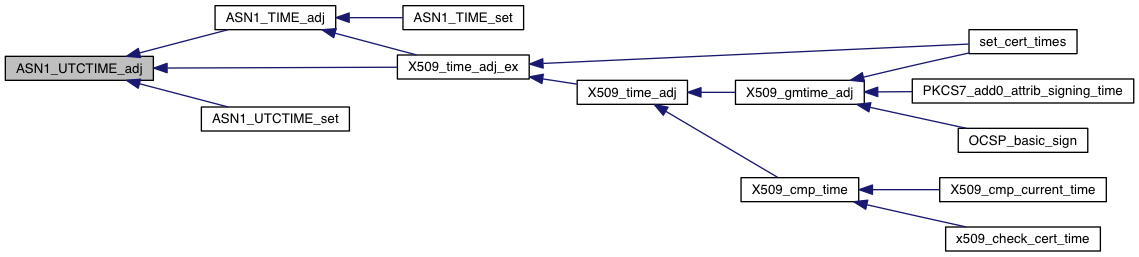 ASN1_TIME_adj
ASN1_TIME_set
set_cert_times
ASN1_UTCTIME_adj
X509_time_adj_ex
X509_time_adj
X509_gmtime_adj
PKCS7_add0_attrib_signing_time
ASN1_UTCTIME_set
OCSP_basic_sign
X509_cmp_time
X509_cmp_current_time
x509_check_cert_time